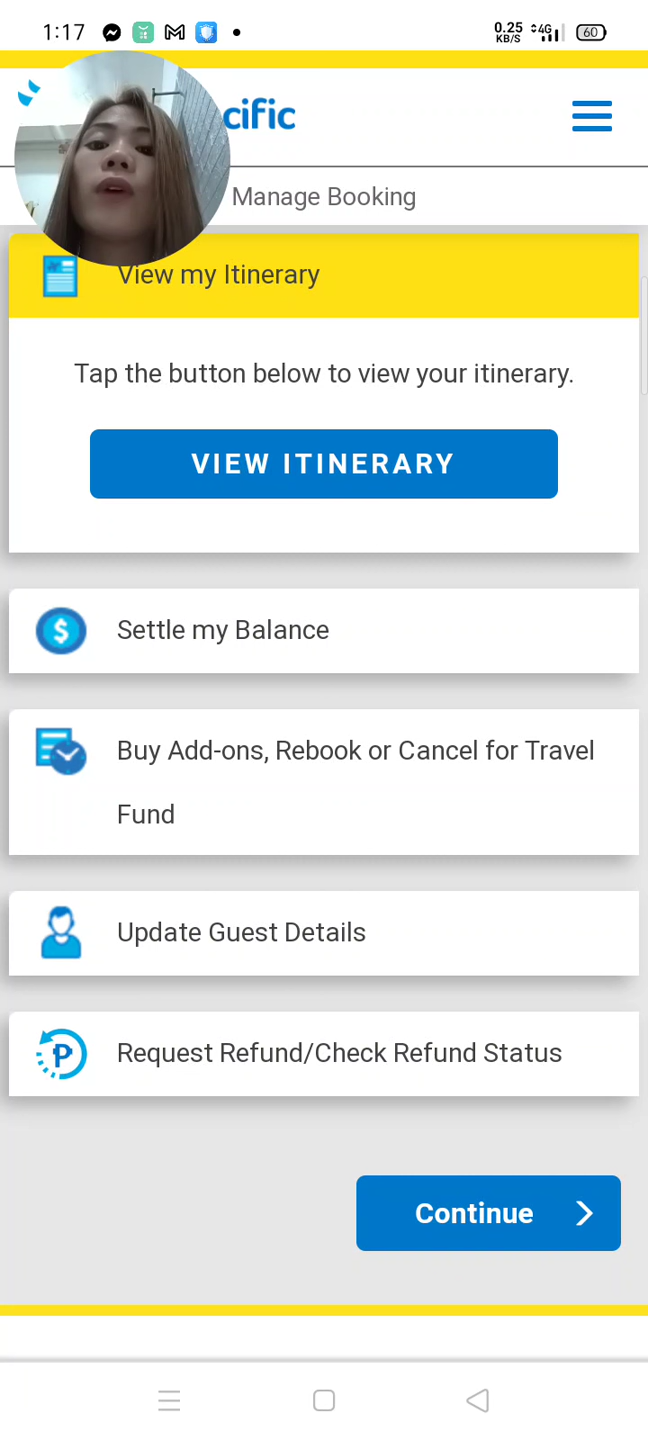 1:17 0.25 KB/S 4G 60
cific
Manage Booking
View my Itinerary
Tap the button below to view your itinerary.
VIEW ITINERARY
$ Settle my Balance
Buy Add-ons, Rebook or Cancel for Travel
Fund
Update Guest Details
P Request Refund/Check Refund Status
Continue